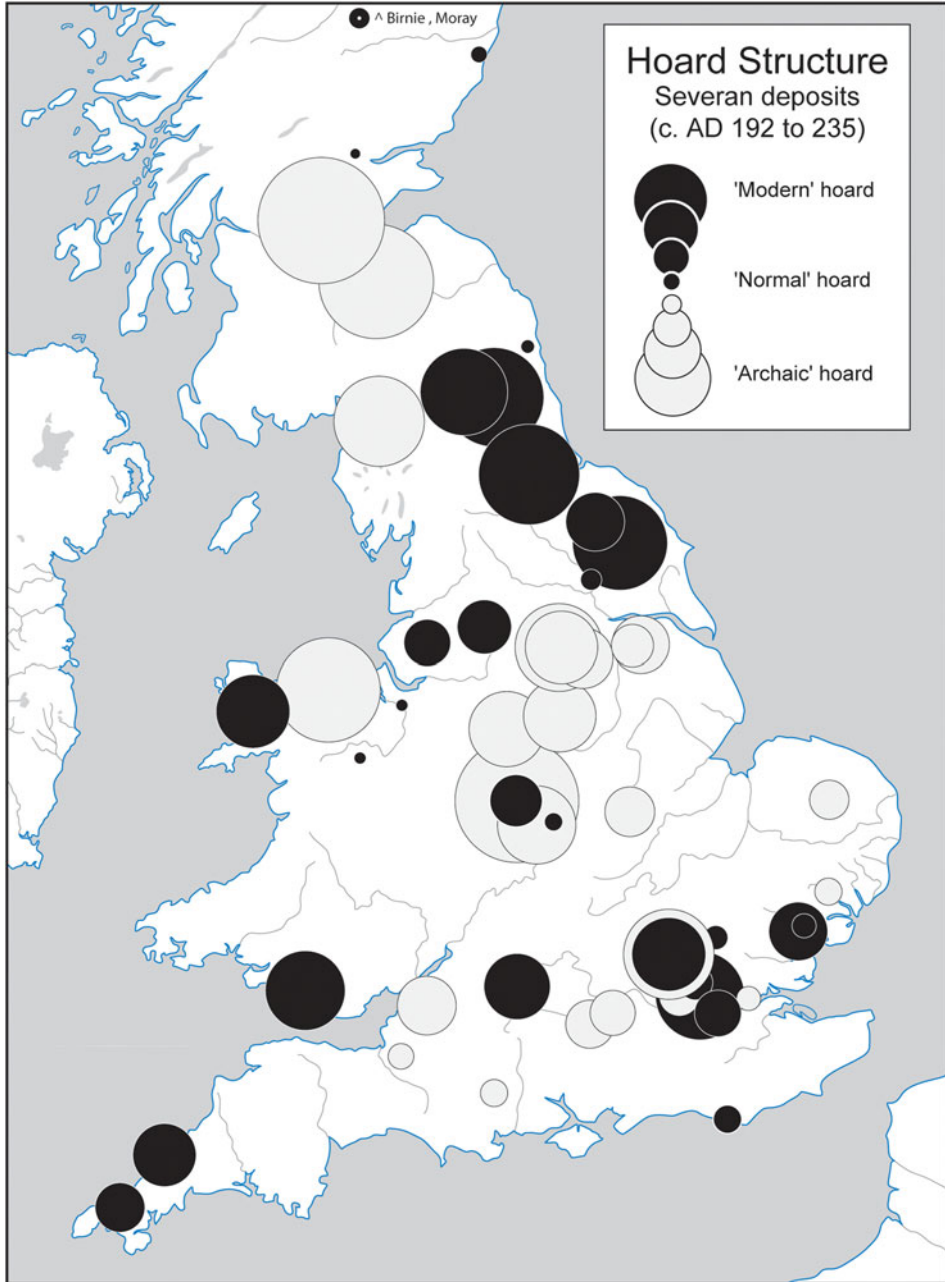 ^ Birnie , Moray
Hoard Structure
Severan deposits
(c. AD 192 to 235)
'Modern' hoard
'Normal' hoard
'Archaic' hoard